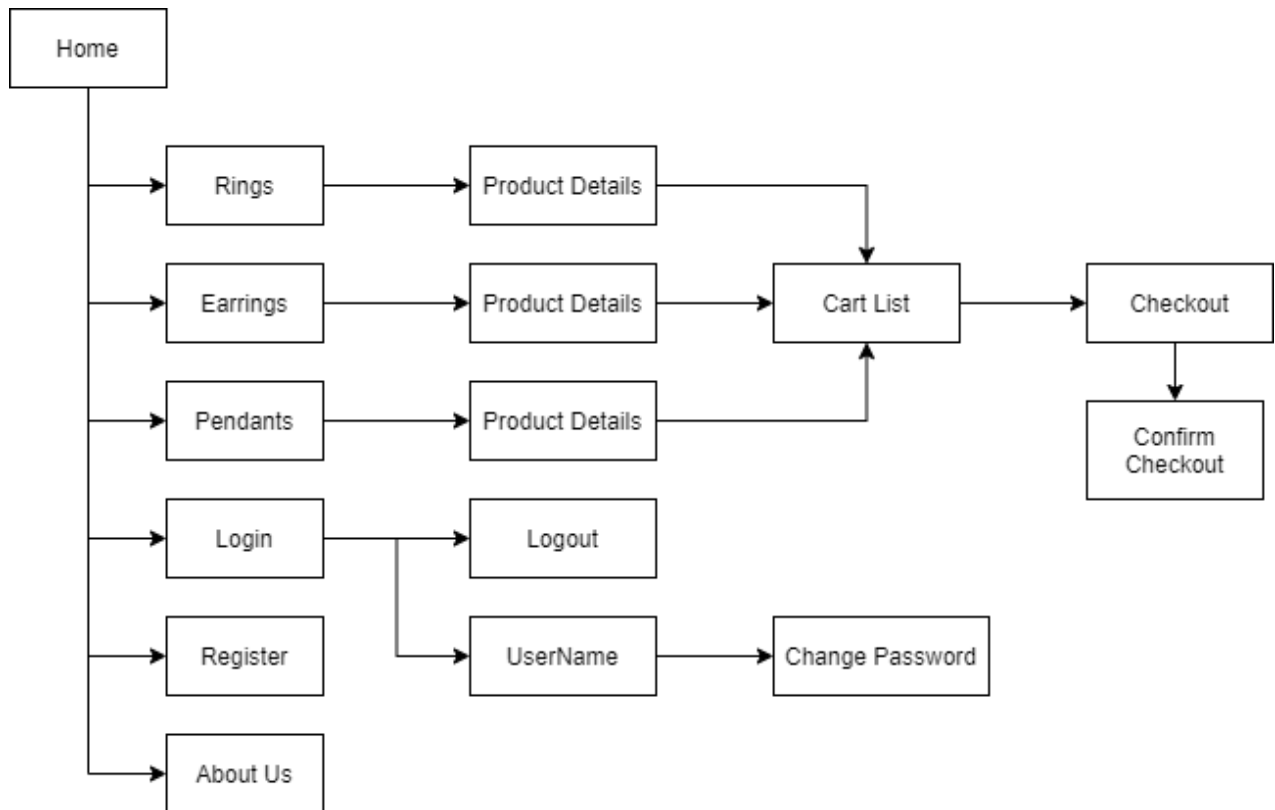 Home
Rings
Product Details
Earrings
Product Details
Cart List
Checkout
Pendants
Product Details
Confirm
Checkout
Login
Logout
Register
UserName
Change Password
About Us